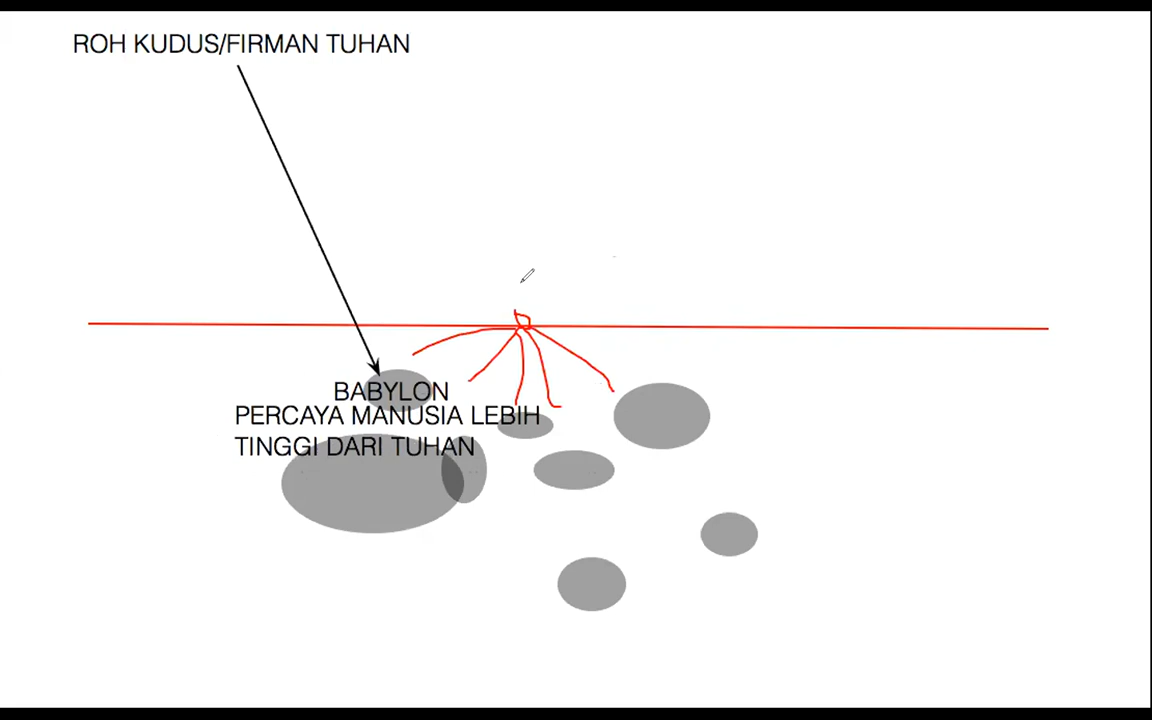 ROH KUDUS/FIRMAN TUHAN
BABYLON
PERCAYA MANUSIA LEBIH
TINGGI DARI TUHAN